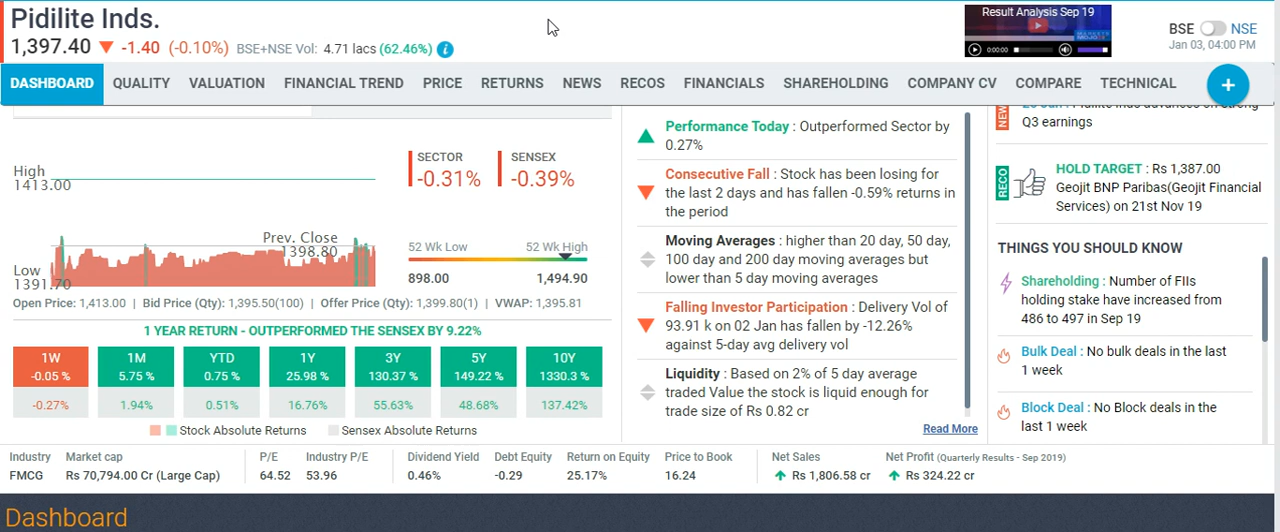 Pidilite Inds.
1,397.40 -1.40 (-0.10%) BSE+NSE Vol: 4.71 lacs (62.46%) i
Result Analysis Sep 19
MARKETS
0:00:00
BSE NSE
Jan 03, 04:00 PM
DASHBOARD QUALITY VALUATION FINANCIAL TREND PRICE RETURNS NEWS RECOS FINANCIALS SHAREHOLDING COMPANY CV COMPARE TECHNICAL +
High
1413.00
Prev. Close
1398.80
Low
1391.70
SECTOR
-0.31%
SENSEX
-0.39%
52 Wk Low 52 Wk High
898.00 1,494.90
Open Price: 1,413.00 | Bid Price (Qty): 1,395.50(100) | Offer Price (Qty): 1,399.80(1) | VWAP: 1,395.81
1 YEAR RETURN - OUTPERFORMED THE SENSEX BY 9.22%
1W 1M YTD 1Y 3Y 5Y 10Y
-0.05 % 5.75 % 0.75 % 25.98 % 130.37 % 149.22 % 1330.3 %
-0.27% 1.94% 0.51% 16.76% 55.63% 48.68% 137.42%
Stock Absolute Returns Sensex Absolute Returns
Performance Today : Outperformed Sector by
0.27%
Consecutive Fall : Stock has been losing for
the last 2 days and has fallen -0.59% returns in
the period
Moving Averages : higher than 20 day, 50 day,
100 day and 200 day moving averages but
lower than 5 day moving averages
Falling Investor Participation : Delivery Vol of
93.91 k on 02 Jan has fallen by -12.26%
against 5-day avg delivery vol
Liquidity : Based on 2% of 5 day average
traded Value the stock is liquid enough for
trade size of Rs 0.82 cr
Read More
NEW
Q3 earnings
RECO
HOLD TARGET : Rs 1,387.00
Geojit BNP Paribas(Geojit Financial
Services) on 21st Nov 19
THINGS YOU SHOULD KNOW
Shareholding : Number of FIIs
holding stake have increased from
486 to 497 in Sep 19
Bulk Deal : No bulk deals in the last
1 week
Block Deal : No Block deals in the
last 1 week
Industry Market cap P/E Industry P/E Dividend Yield Debt Equity Return on Equity Price to Book Net Sales Net Profit (Quarterly Results - Sep 2019)
FMCG Rs 70,794.00 Cr (Large Cap) 64.52 53.96 0.46% -0.29 25.17% 16.24 Rs 1,806.58 cr Rs 324.22 cr
Dashboard